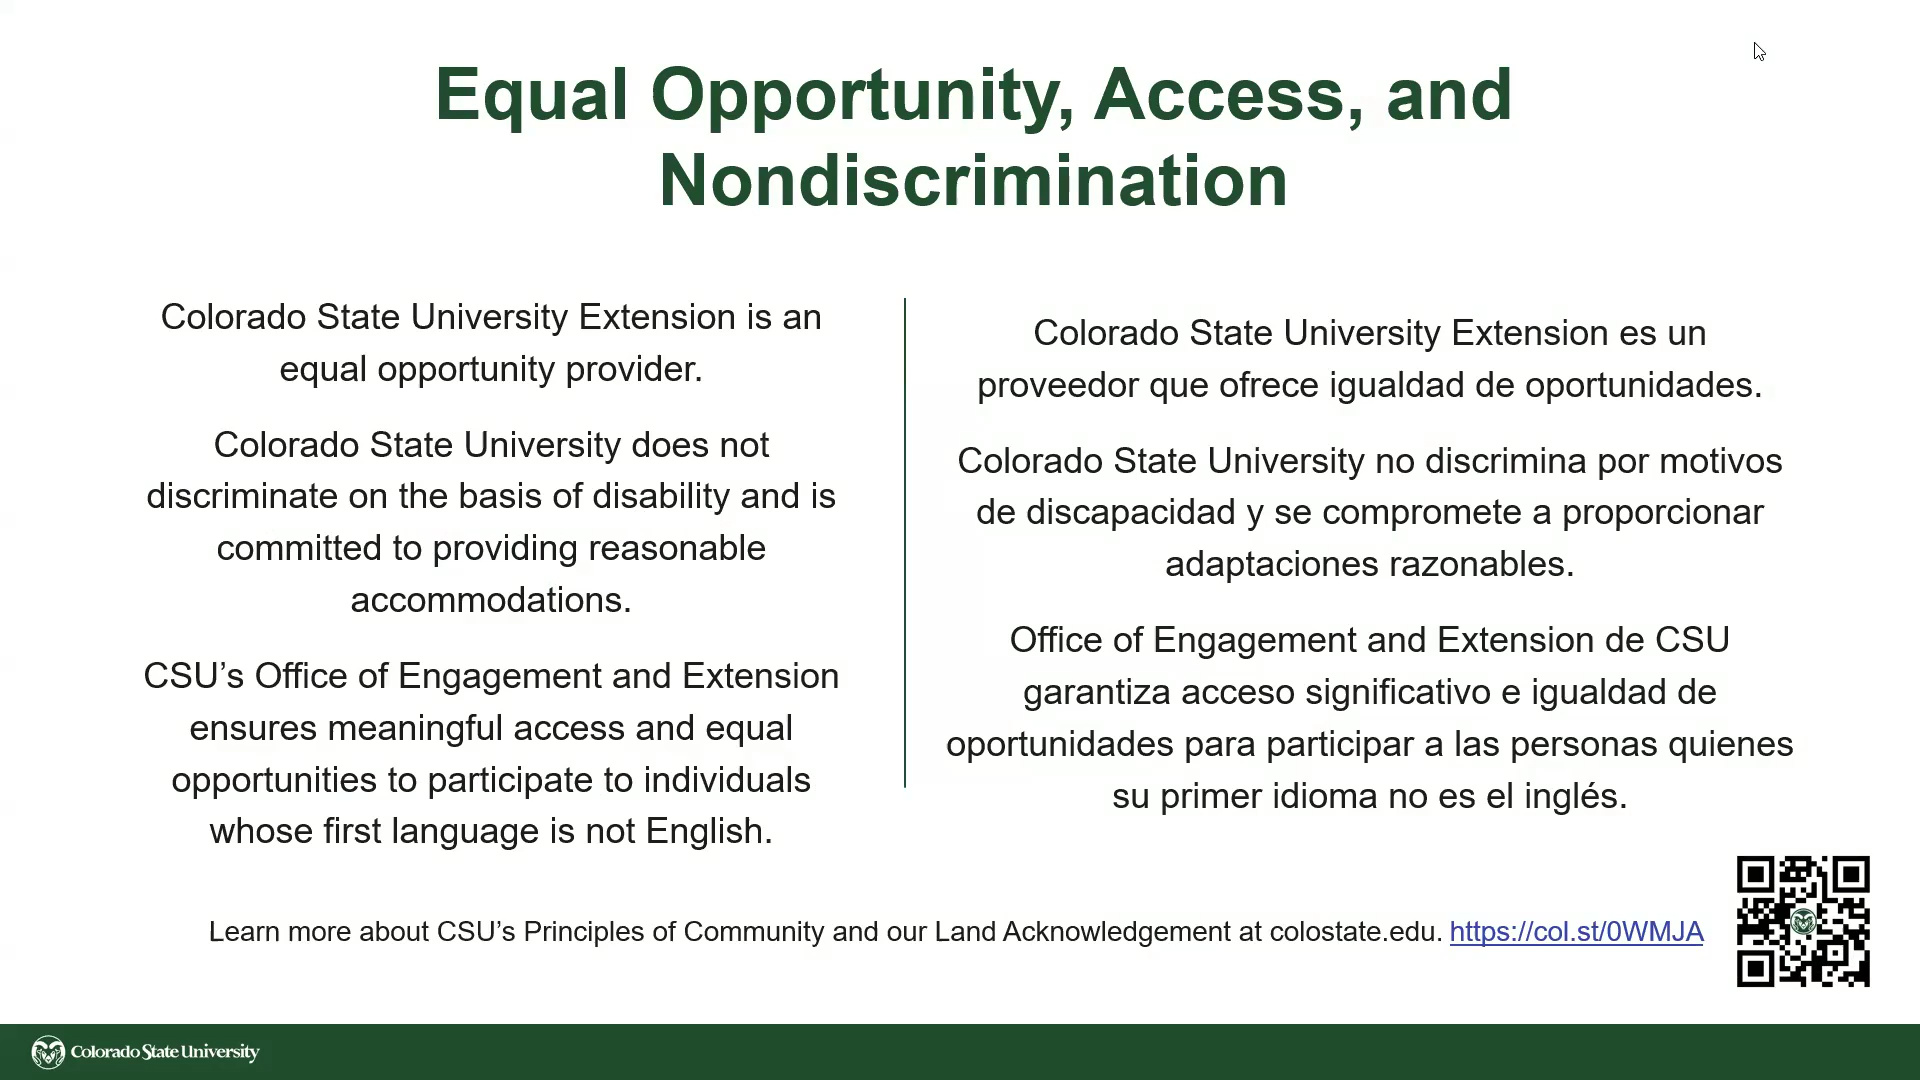 Equal Opportunity, Access, and
Nondiscrimination
Colorado State University Extension is an
equal opportunity provider.
Colorado State University does not
discriminate on the basis of disability and is
committed to providing reasonable
accommodations.
CSU’s Office of Engagement and Extension
ensures meaningful access and equal
opportunities to participate to individuals
whose first language is not English.
Colorado State University Extension es un
proveedor que ofrece igualdad de oportunidades.
Colorado State University no discrimina por motivos
de discapacidad y se compromete a proporcionar
adaptaciones razonables.
Office of Engagement and Extension de CSU
garantiza acceso significativo e igualdad de
oportunidades para participar a las personas quienes
su primer idioma no es el inglés.
Learn more about CSU’s Principles of Community and our Land Acknowledgement at colostate.edu. https://col.st/0WMJA
Colorado State University